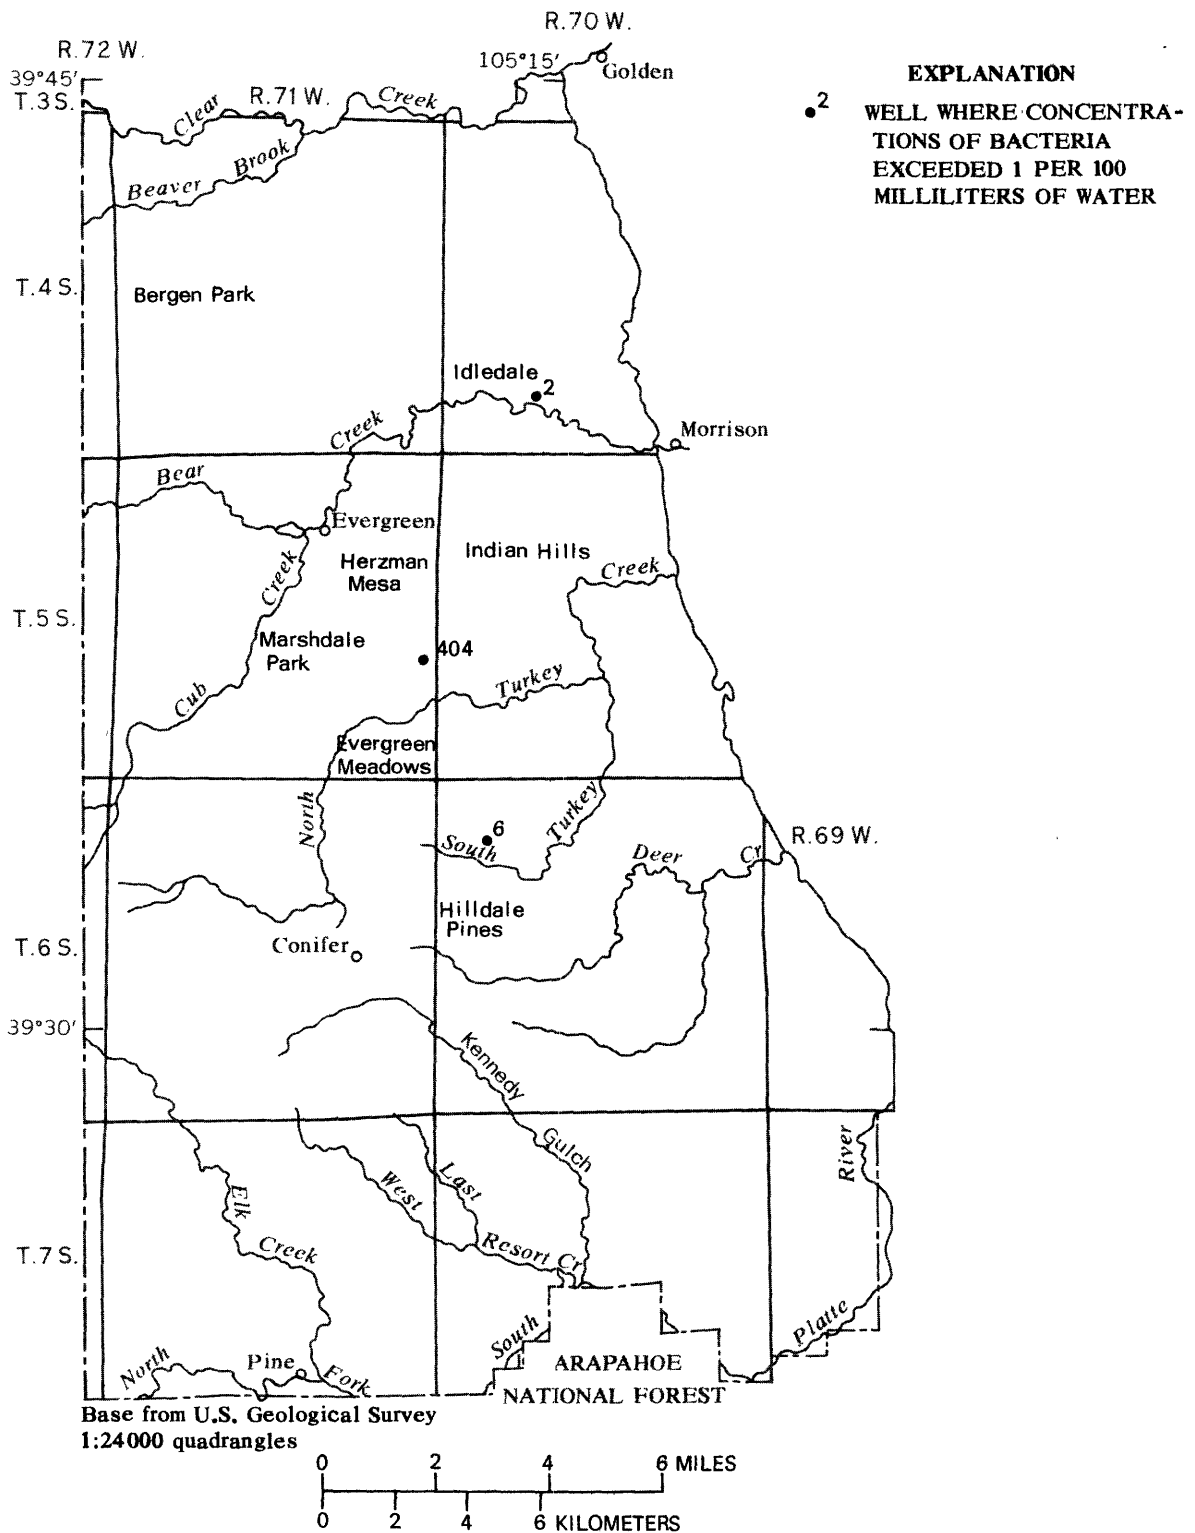 R.70 W.
R.72 W.
105°15'
Golden
39°45'
T.3 S.
R.71 W.
Clear
Creek
Beaver
Brook
EXPLANATION
2
WELL WHERE CONCENTRA-
TIONS OF BACTERIA
EXCEEDED 1 PER 100
MILLILITERS OF WATER
T.4 S.
Bergen Park
Idledale
2
Morrison
Creek
Bear
Evergreen
Herzman
Mesa
Indian Hills
Creek
Creek
T.5 S.
Marshdale
Park
404
Turkey
Cub
Evergreen
Meadows
North
6
South
Turkey
Deer
Cr
R.69 W.
Hilldale
Pines
Conifer
T.6 S.
39°30'
Kennedy
Gulch
River
Elk
Creek
West
Last
Resort Cr
T.7 S.
South
Platte
North
Pine
Fork
ARAPAHOE
NATIONAL FOREST
Base from U.S. Geological Survey
1:24000 quadrangles
0 2 4 6 MILES
0 2 4 6 KILOMETERS